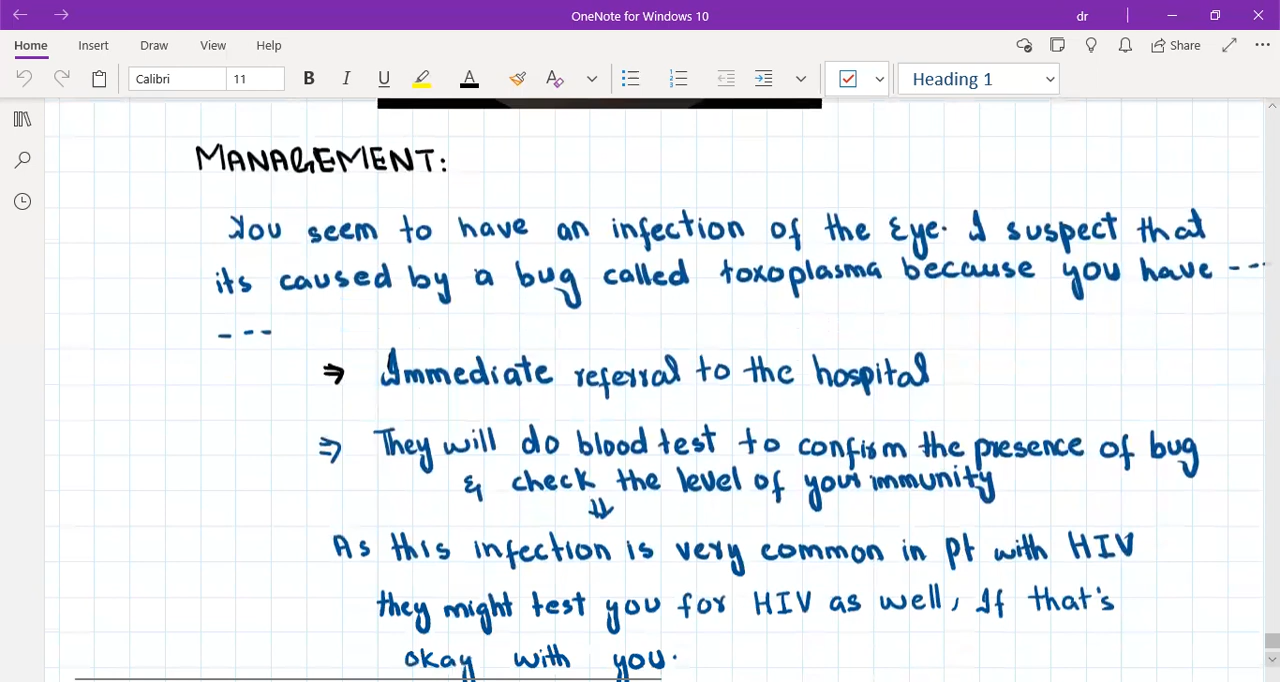 OneNote for Windows 10
dr
Home Insert Draw View Help
Share
Calibri 11 B I U A A Heading 1
MANAGEMENT:
You seem to have an infection of the Eye. I suspect that
its caused by a bug called toxoplasma because you have ---
----
⇒ Immediate referral to the hospital
⇒ They will do blood test to confirm the presence of bug
& check the level of your immunity
⇓
As this infection is very common in pt with HIV
they might test you for HIV as well, If that's
okay with you.